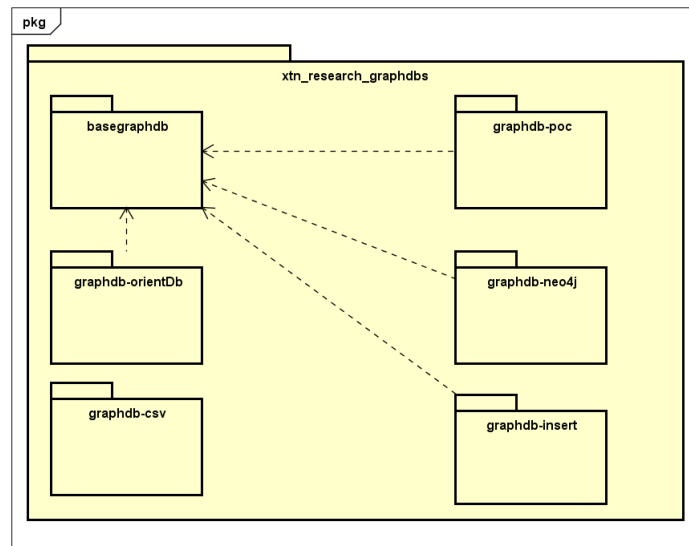 pkg
xtn_research_graphdbs
basegraphdb
graphdb-poc
graphdb-orientDb
graphdb-neo4j
graphdb-csv
graphdb-insert